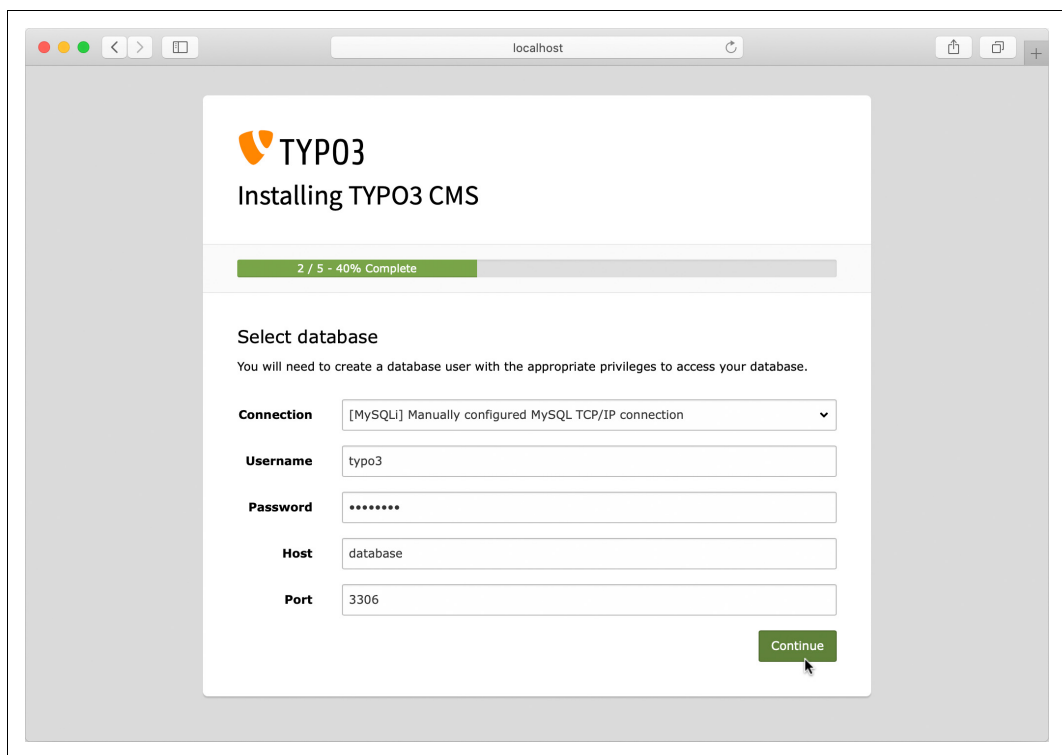 localhost
TYPO3
Installing TYPO3 CMS
2 / 5 - 40% Complete
Select database
You will need to create a database user with the appropriate privileges to access your database.
Connection [MySQLi] Manually configured MySQL TCP/IP connection
Username typo3
Password ••••••••
Host database
Port 3306
Continue